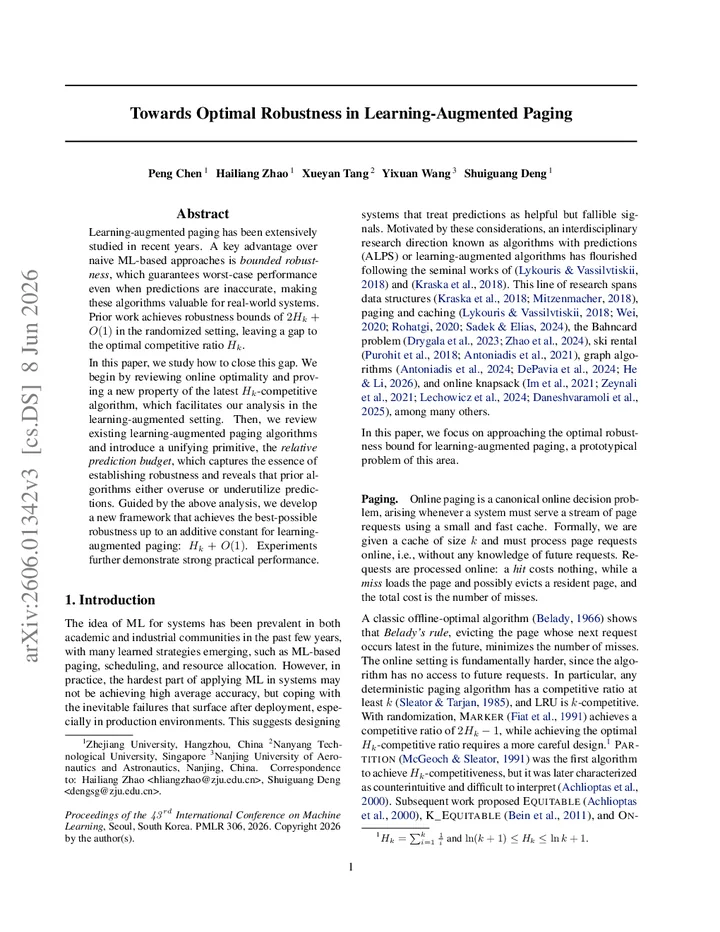 Towards Optimal Robustness in Learning-Augmented Paging
Peng Chen 1 Hailiang Zhao 1 Xueyan Tang 2 Yixuan Wang 3 Shuiguang Deng 1
Abstract
Learning-augmented paging has been extensively
studied in recent years. A key advantage over
naive ML-based approaches is bounded robust-
ness, which guarantees worst-case performance
even when predictions are inaccurate, making
these algorithms valuable for real-world systems.
Prior work achieves robustness bounds of 2H_k +
O(1) in the randomized setting, leaving a gap to
the optimal competitive ratio H_k.
In this paper, we study how to close this gap. We
begin by reviewing online optimality and prov-
ing a new property of the latest H_k-competitive
algorithm, which facilitates our analysis in the
learning-augmented setting. Then, we review
existing learning-augmented paging algorithms
and introduce a unifying primitive, the relative
prediction budget, which captures the essence of
establishing robustness and reveals that prior al-
gorithms either overuse or underutilize predic-
tions. Guided by the above analysis, we develop
a new framework that achieves the best-possible
robustness up to an additive constant for learning-
augmented paging: H_k + O(1). Experiments
further demonstrate strong practical performance.
1. Introduction
The idea of ML for systems has been prevalent in both
academic and industrial communities in the past few years,
with many learned strategies emerging, such as ML-based
paging, scheduling, and resource allocation. However, in
practice, the hardest part of applying ML in systems may
not be achieving high average accuracy, but coping with
the inevitable failures that surface after deployment, espe-
cially in production environments. This suggests designing
1Zhejiang University, Hangzhou, China 2Nanyang Tech-
nological University, Singapore 3Nanjing University of Aero-
nautics and Astronautics, Nanjing, China. Correspondence
to: Hailiang Zhao <hliangzhao@zju.edu.cn>, Shuiguang Deng
<dengsg@zju.edu.cn>.
Proceedings of the 43rd International Conference on Machine
Learning, Seoul, South Korea. PMLR 306, 2026. Copyright 2026
by the author(s).
systems that treat predictions as helpful but fallible sig-
nals. Motivated by these considerations, an interdisciplinary
research direction known as algorithms with predictions
(ALPS) or learning-augmented algorithms has flourished
following the seminal works of (Lykouris & Vassilvtiskii,
2018) and (Kraska et al., 2018). This line of research spans
data structures (Kraska et al., 2018; Mitzenmacher, 2018),
paging and caching (Lykouris & Vassilvtiskii, 2018; Wei,
2020; Rohatgi, 2020; Sadek & Elias, 2024), the Bahncard
problem (Drygala et al., 2023; Zhao et al., 2024), ski rental
(Purohit et al., 2018; Antoniadis et al., 2021), graph algo-
rithms (Antoniadis et al., 2024; DePavia et al., 2024; He
& Li, 2026), and online knapsack (Im et al., 2021; Zeynali
et al., 2021; Lechowicz et al., 2024; Daneshvaramoli et al.,
2025), among many others.
In this paper, we focus on approaching the optimal robust-
ness bound for learning-augmented paging, a prototypical
problem of this area.
Paging. Online paging is a canonical online decision prob-
lem, arising whenever a system must serve a stream of page
requests using a small and fast cache. Formally, we are
given a cache of size k and must process page requests
online, i.e., without any knowledge of future requests. Re-
quests are processed online: a hit costs nothing, while a
miss loads the page and possibly evicts a resident page, and
the total cost is the number of misses.
A classic offline-optimal algorithm (Belady, 1966) shows
that Belady's rule, evicting the page whose next request
occurs latest in the future, minimizes the number of misses.
The online setting is fundamentally harder, since the algo-
rithm has no access to future requests. In particular, any
deterministic paging algorithm has a competitive ratio at
least k (Sleator & Tarjan, 1985), and LRU is k-competitive.
With randomization, MARKER (Fiat et al., 1991) achieves a
competitive ratio of 2H_k − 1, while achieving the optimal
H_k-competitive ratio requires a more careful design.1 PAR-
TITION (McGeoch & Sleator, 1991) was the first algorithm
to achieve H_k-competitiveness, but it was later characterized
as counterintuitive and difficult to interpret (Achlioptas et al.,
2000). Subsequent work proposed EQUITABLE (Achlioptas
et al., 2000), K_EQUITABLE (Bein et al., 2011), and ON-
1H_k = ∑_{i=1}^{k} 1/i and ln(k + 1) ≤ H_k ≤ ln k + 1.
1
arXiv:2606.01342v3 [cs.DS] 8 Jun 2026